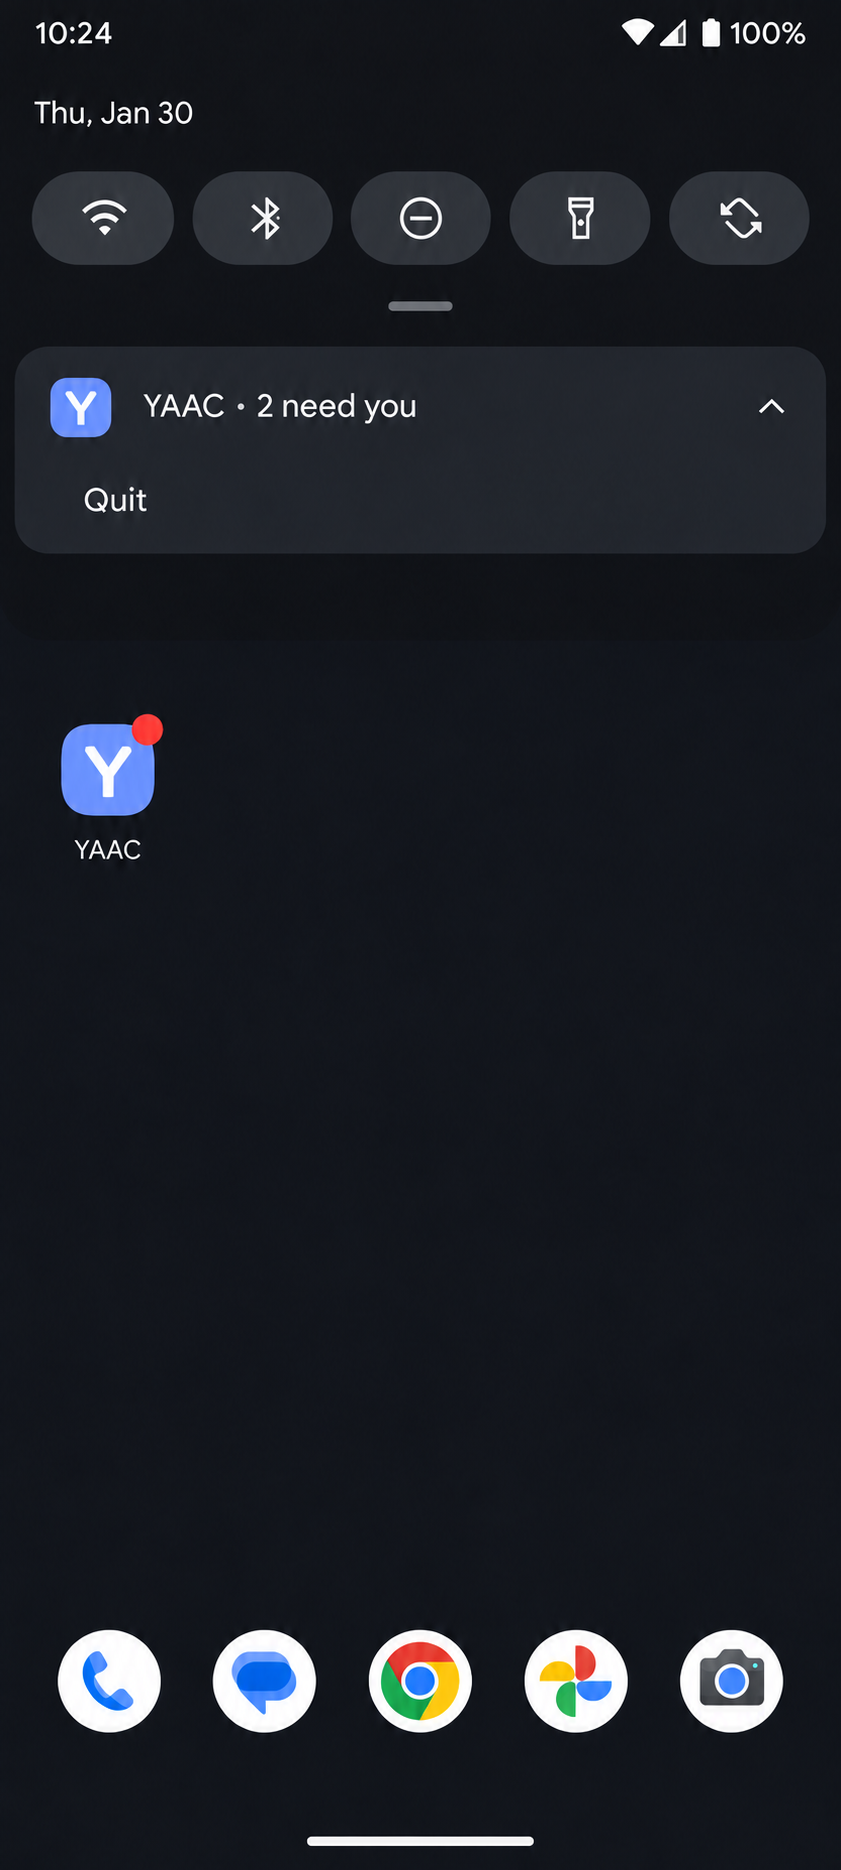 10:24 100%
Thu, Jan 30
Y YAAC • 2 need you
Quit
Y
YAAC